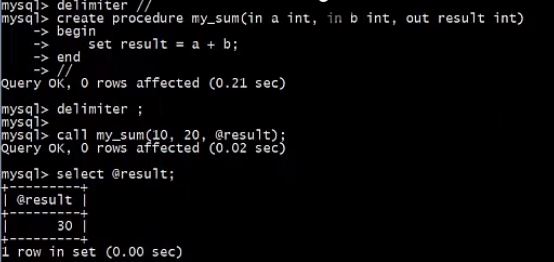 mysql> delimiter //
mysql> create procedure my_sum(in a int, in b int, out result int)
    -> begin
    ->     set result = a + b;
    -> end
    -> //
Query OK, 0 rows affected (0.21 sec)
mysql> delimiter ;
mysql>
mysql> call my_sum(10, 20, @result);
Query OK, 0 rows affected (0.02 sec)
mysql> select @result;
+---------+
| @result |
+---------+
|      30 |
+---------+
1 row in set (0.00 sec)